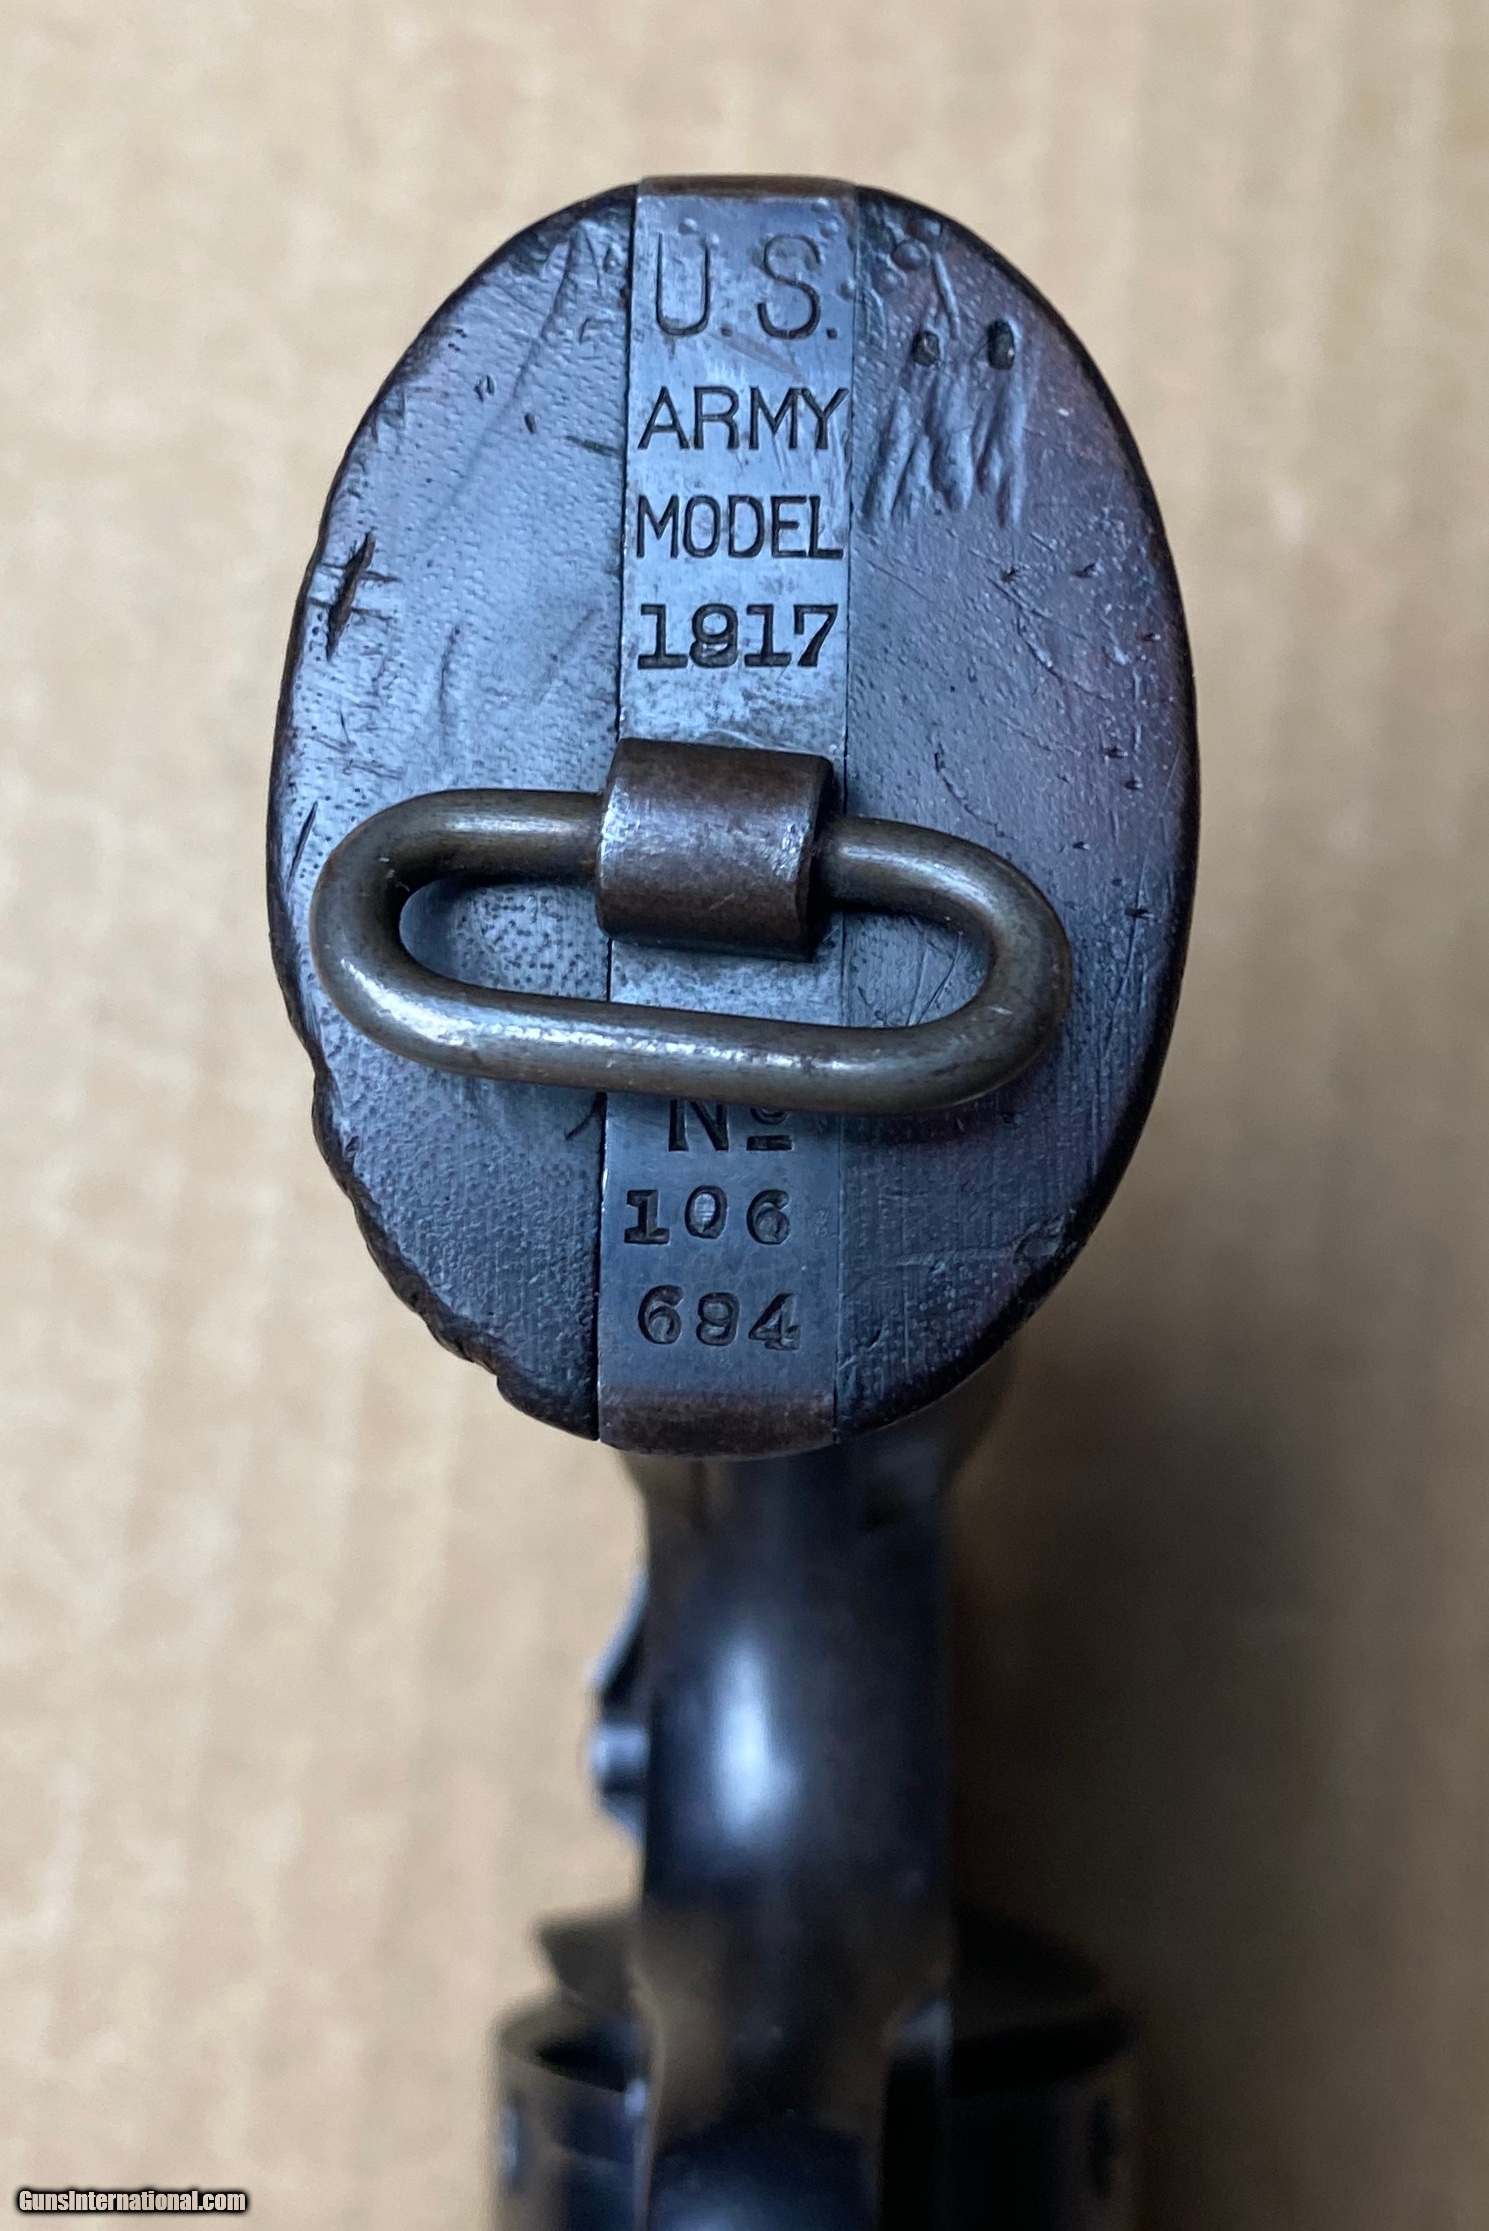 U.S.
ARMY
MODEL
1917
Nº
106
694
GunsInternational.com